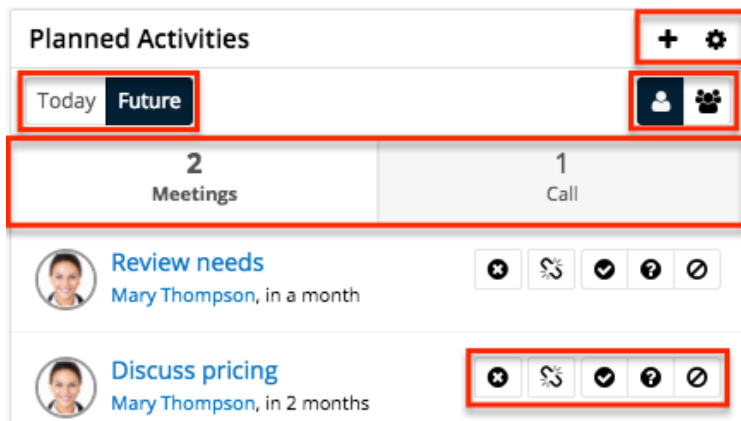 Planned Activities
Today Future
2 1
Meetings Call
Review needs
Mary Thompson, in a month
Discuss pricing
Mary Thompson, in 2 months